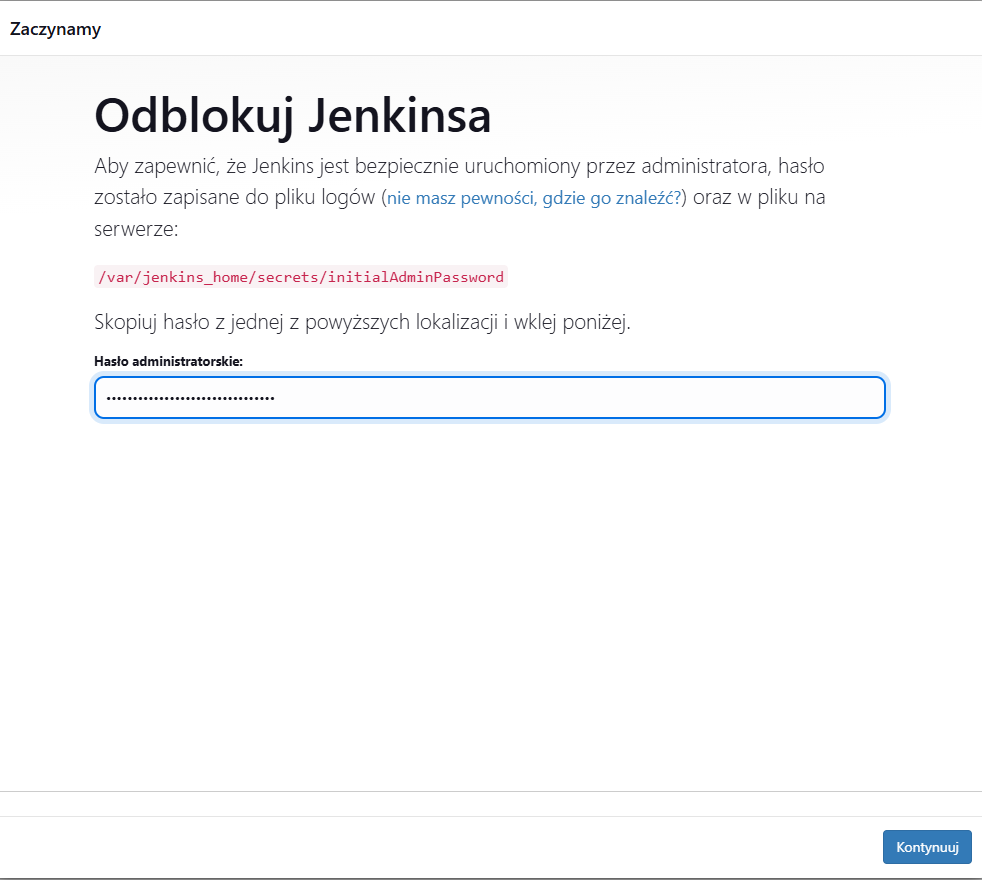 Zaczynamy
Odblokuj Jenkinsa
Aby zapewnić, że Jenkins jest bezpiecznie uruchomiony przez administratora, hasło
zostało zapisane do pliku logów (nie masz pewności, gdzie go znaleźć?) oraz w pliku na
serwerze:
/var/jenkins_home/secrets/initialAdminPassword
Skopiuj hasło z jednej z powyższych lokalizacji i wklej poniżej.
Hasło administratorskie:
••••••••••••••••••••••••••••••••
Kontynuuj